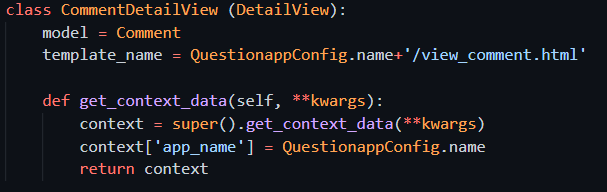 class CommentDetailView (DetailView):
    model = Comment
    template_name = QuestionappConfig.name+'/view_comment.html'

    def get_context_data(self, **kwargs):
        context = super().get_context_data(**kwargs)
        context['app_name'] = QuestionappConfig.name
        return context